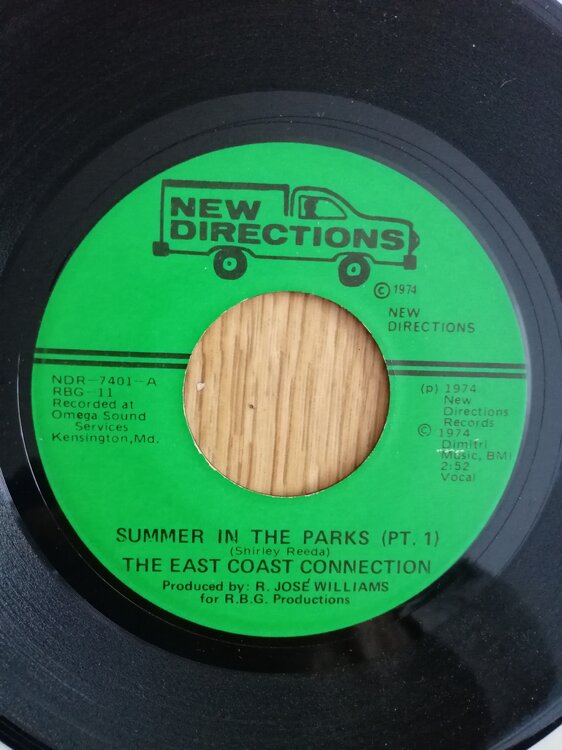 NEW
DIRECTIONS
© 1974
NEW
DIRECTIONS
NDR-7401-A
RBG-11
Recorded at
Omega Sound
Services
Kensington, Md.
(p) 1974
New
Directions
Records
© 1974
Dimitri
Music, BMI
2:52
Vocal
SUMMER IN THE PARKS (PT. 1)
(Shirley Reeda)
THE EAST COAST CONNECTION
Produced by: R. JOSÉ WILLIAMS
for R.B.G. Productions